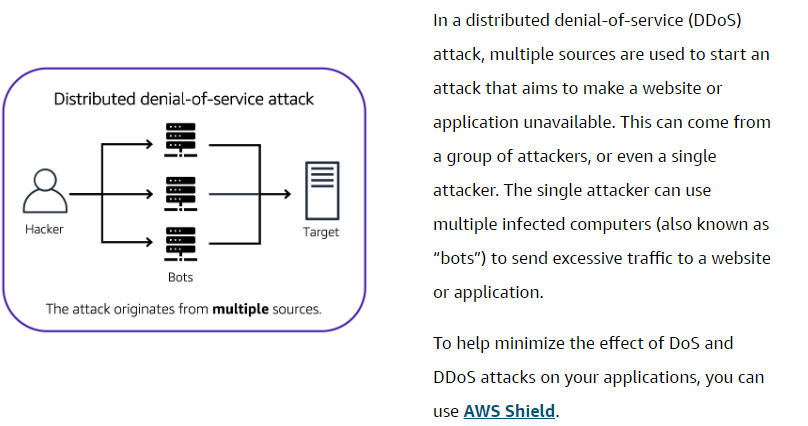 Distributed denial-of-service attack
Hacker
Bots
Target
The attack originates from multiple sources.
In a distributed denial-of-service (DDoS)
attack, multiple sources are used to start an
attack that aims to make a website or
application unavailable. This can come from
a group of attackers, or even a single
attacker. The single attacker can use
multiple infected computers (also known as
“bots”) to send excessive traffic to a website
or application.
To help minimize the effect of DoS and
DDoS attacks on your applications, you can
use AWS Shield.